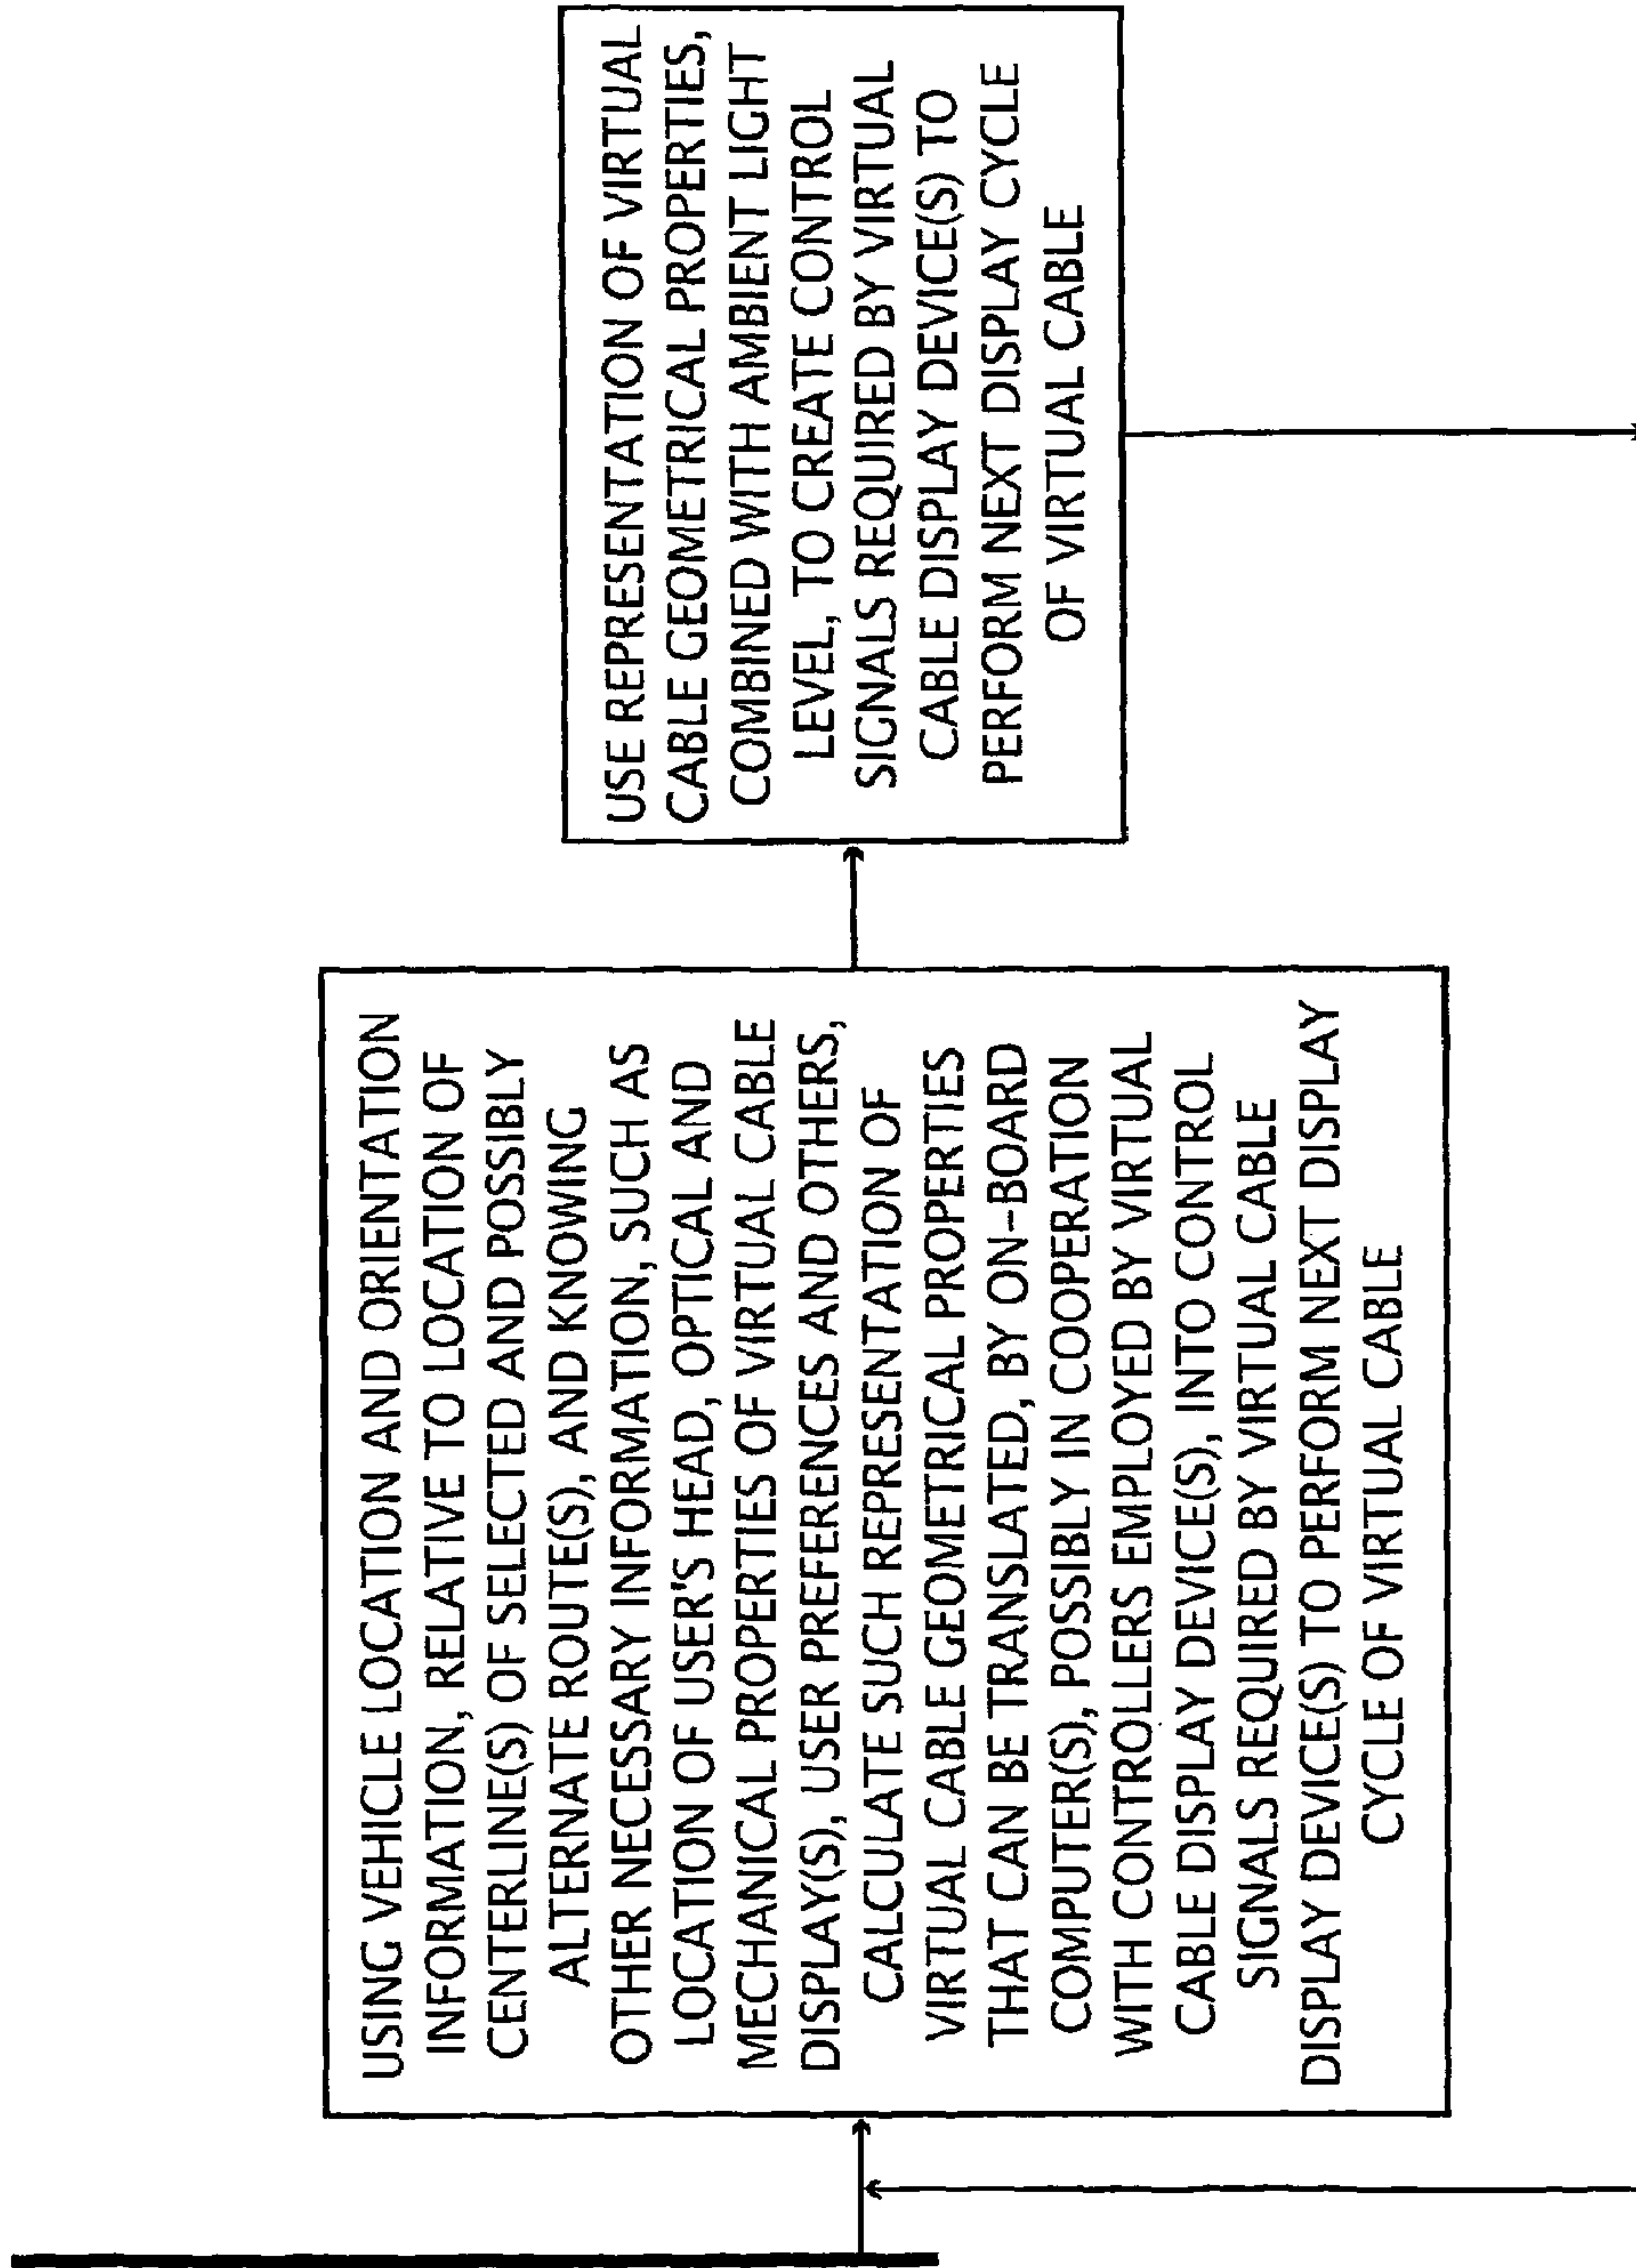 USING VEHICLE LOCATION AND ORIENTATION
INFORMATION, RELATIVE TO LOCATION OF
CENTERLINE(S) OF SELECTED AND POSSIBLY
ALTERNATE ROUTE(S), AND KNOWING
OTHER NECESSARY INFORMATION, SUCH AS
LOCATION OF USER'S HEAD, OPTICAL AND
MECHANICAL PROPERTIES OF VIRTUAL CABLE
DISPLAY(S), USER PREFERENCES AND OTHERS,
CALCULATE SUCH REPRESENTATION OF
VIRTUAL CABLE GEOMETRICAL PROPERTIES
THAT CAN BE TRANSLATED, BY ON-BOARD
COMPUTER(S), POSSIBLY IN COOPERATION
WITH CONTROLLERS EMPLOYED BY VIRTUAL
CABLE DISPLAY DEVICE(S), INTO CONTROL
SIGNALS REQUIRED BY VIRTUAL CABLE
DISPLAY DEVICE(S) TO PERFORM NEXT DISPLAY
CYCLE OF VIRTUAL CABLE
USE REPRESENTATION OF VIRTUAL
CABLE GEOMETRICAL PROPERTIES,
COMBINED WITH AMBIENT LIGHT
LEVEL, TO CREATE CONTROL
SIGNALS REQUIRED BY VIRTUAL
CABLE DISPLAY DEVICE(S) TO
PERFORM NEXT DISPLAY CYCLE
OF VIRTUAL CABLE